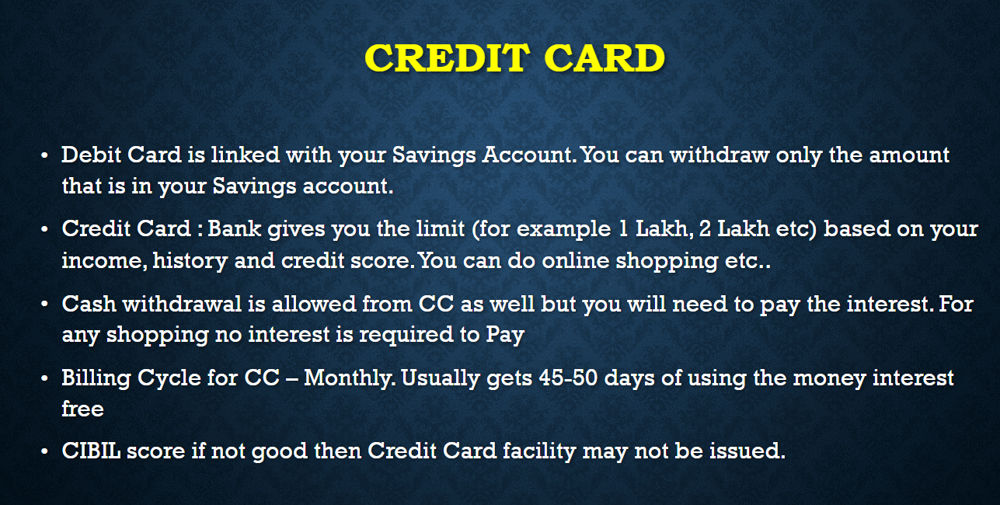 CREDIT CARD
• Debit Card is linked with your Savings Account. You can withdraw only the amount
that is in your Savings account.
• Credit Card : Bank gives you the limit (for example 1 Lakh, 2 Lakh etc) based on your
income, history and credit score. You can do online shopping etc..
• Cash withdrawal is allowed from CC as well but you will need to pay the interest. For
any shopping no interest is required to Pay
• Billing Cycle for CC – Monthly. Usually gets 45-50 days of using the money interest
free
• CIBIL score if not good then Credit Card facility may not be issued.